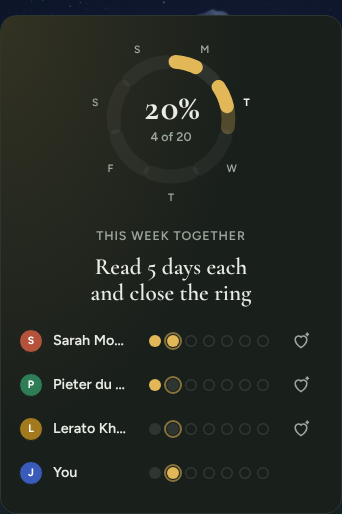 S M
S T
20%
4 of 20
F W
T
THIS WEEK TOGETHER
Read 5 days each
and close the ring
S Sarah Mo...
P Pieter du ...
L Lerato Kh...
J You